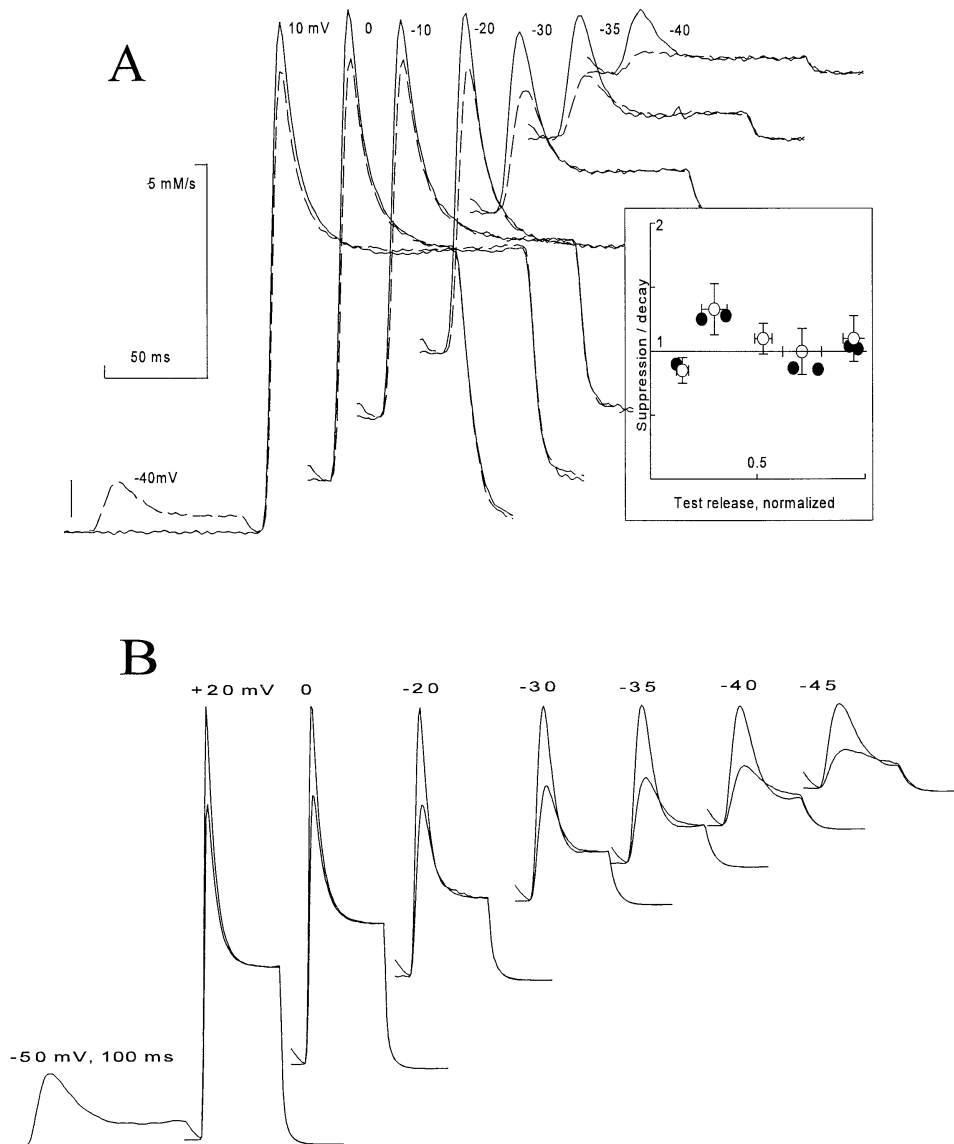 A
10 mV 0 -10 -20 -30 -35 -40
5 mM/s
50 ms
-40mV
2
1
Suppression / decay
0.5
Test release, normalized
B
+20 mV 0 -20 -30 -35 -40 -45
-50 mV, 100 ms